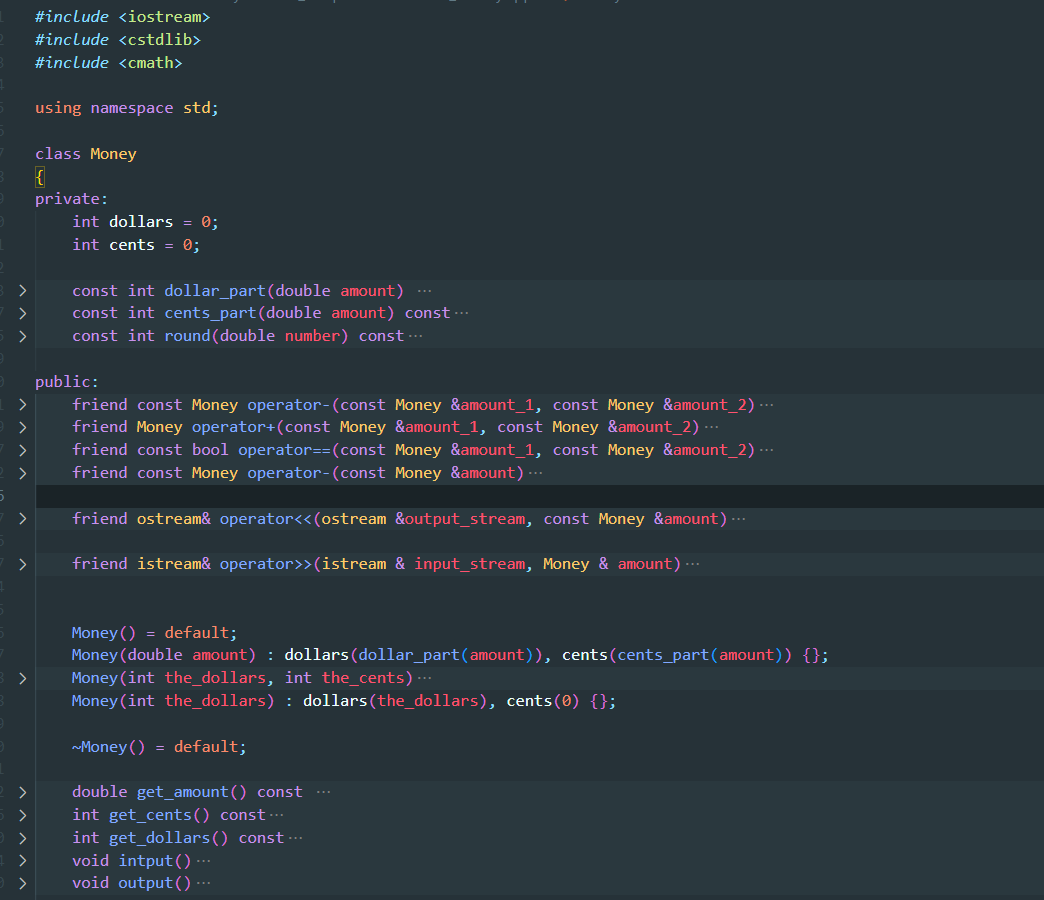 #include <iostream>
#include <cstdlib>
#include <cmath>
using namespace std;
class Money
{
private:
int dollars = 0;
int cents = 0;
const int dollar_part(double amount) ...
const int cents_part(double amount) const...
const int round(double number) const...
public:
friend const Money operator-(const Money &amount_1, const Money &amount_2)...
friend Money operator+(const Money &amount_1, const Money &amount_2)...
friend const bool operator==(const Money &amount_1, const Money &amount_2)...
friend const Money operator-(const Money &amount)...
friend ostream& operator<<(ostream &output_stream, const Money &amount)...
friend istream& operator>>(istream & input_stream, Money & amount)...
Money() = default;
Money(double amount) : dollars(dollar_part(amount)), cents(cents_part(amount)) {};
Money(int the_dollars, int the_cents)...
Money(int the_dollars) : dollars(the_dollars), cents(0) {};
~Money() = default;
double get_amount() const ...
int get_cents() const...
int get_dollars() const...
void intput()...
void output()...